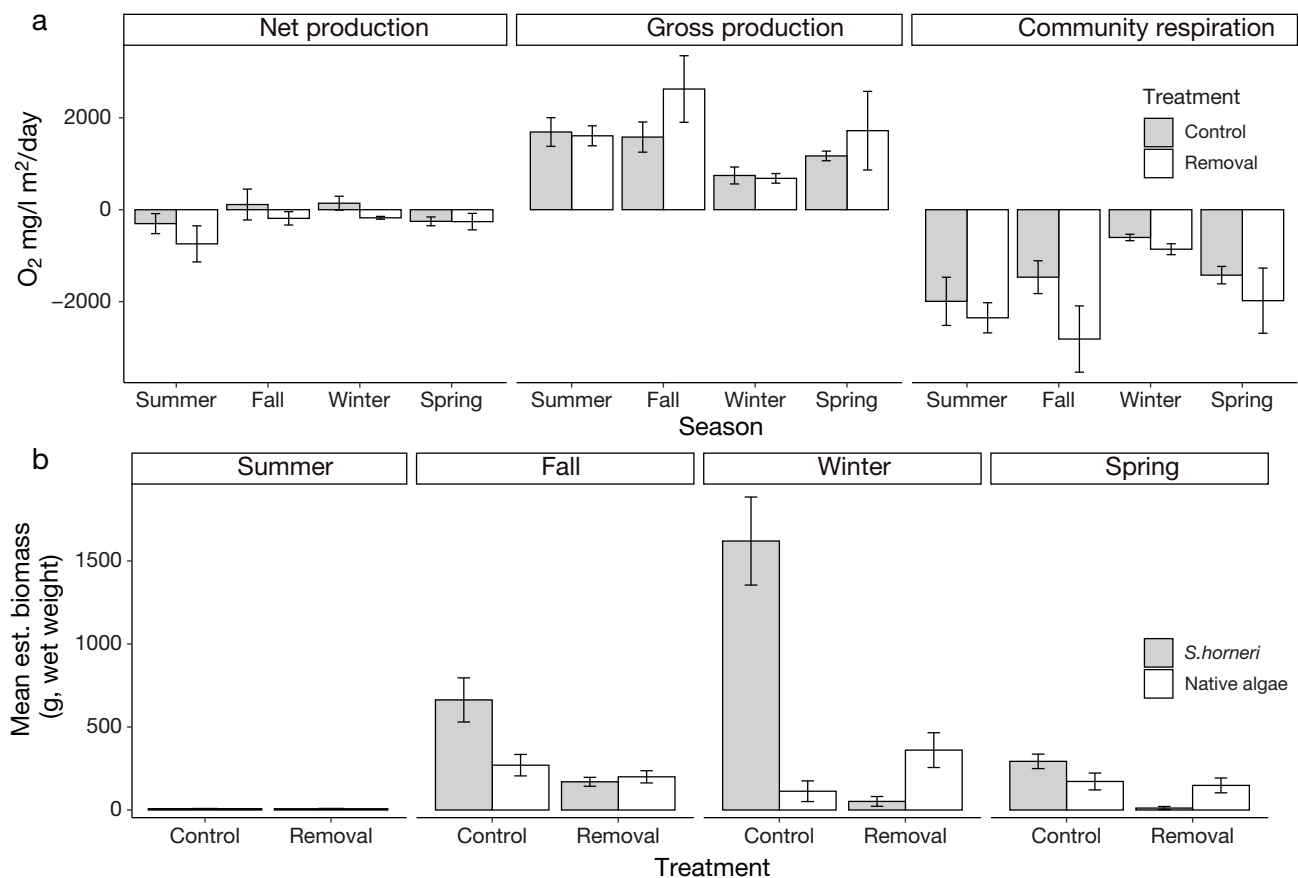 a
Net production
Gross production
Community respiration
O2 mg/l m²/day
2000
0
−2000
Treatment
Control
Removal
Summer Fall Winter Spring
Summer Fall Winter Spring
Summer Fall Winter Spring
Season
b
Summer
Fall
Winter
Spring
Mean est. biomass
(g, wet weight)
1500
1000
500
0
S.horneri
Native algae
Control Removal
Control Removal
Control Removal
Control Removal
Treatment